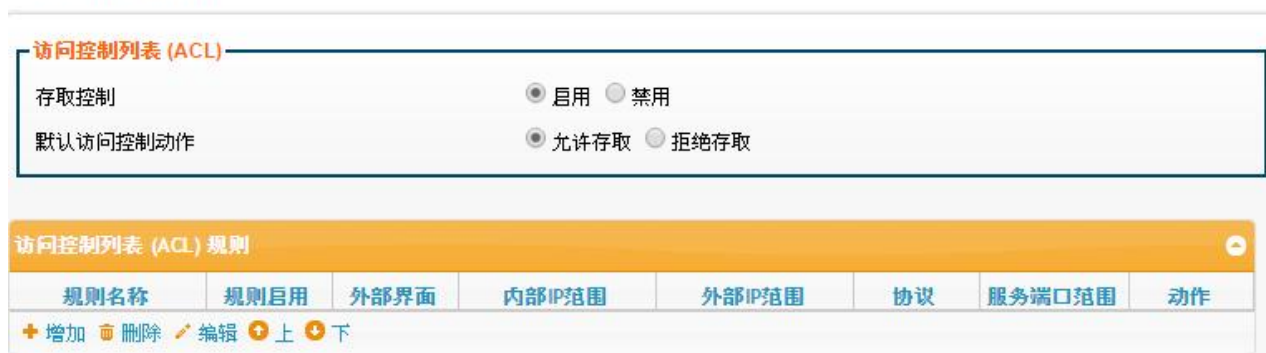 访问控制列表 (ACL)
存取控制 启用 禁用
默认访问控制动作 允许存取 拒绝存取
访问控制列表 (ACL) 规则
规则名称 规则启用 外部界面 内部IP范围 外部IP范围 协议 服务端口范围 动作
增加 删除 编辑 上 下